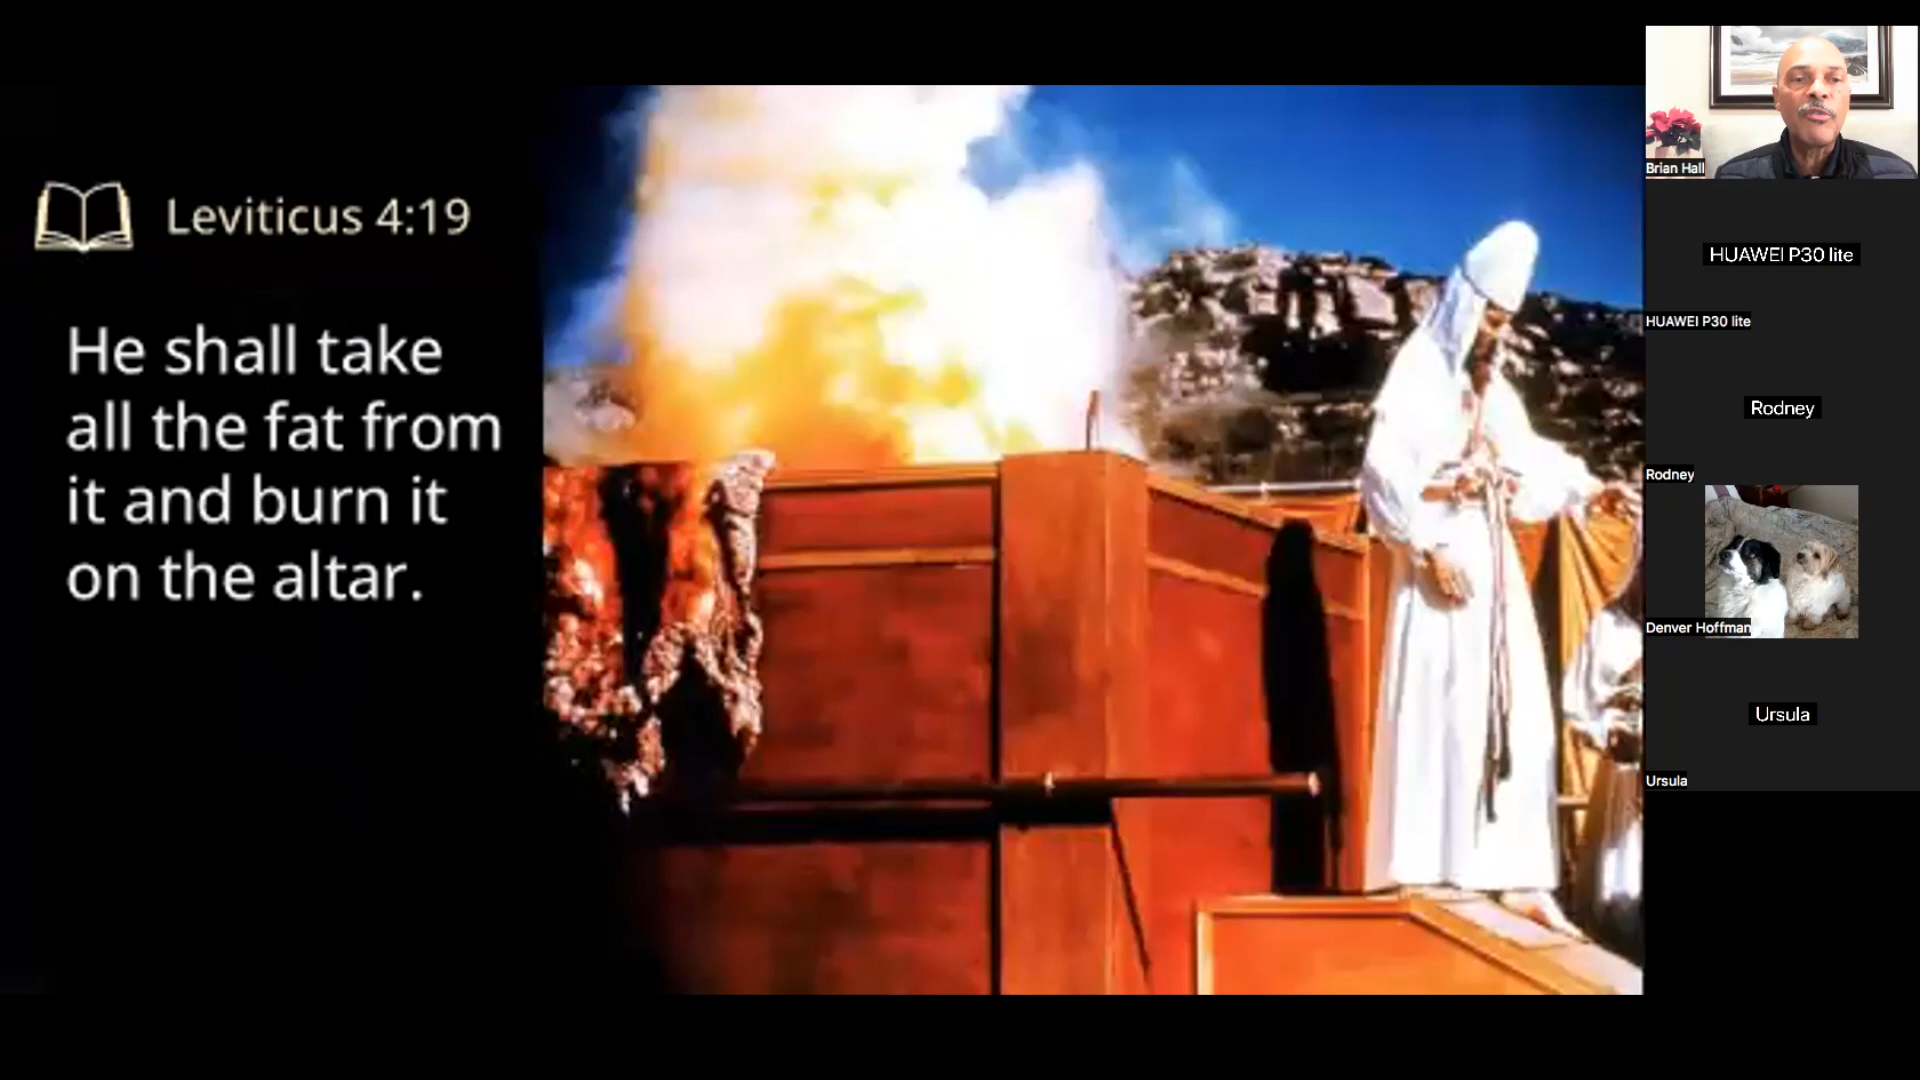 Leviticus 4:19
He shall take
all the fat from
it and burn it
on the altar.
Brian Hall
HUAWEI P30 lite
HUAWEI P30 lite
Rodney
Rodney
Denver Hoffman
Ursula
Ursula